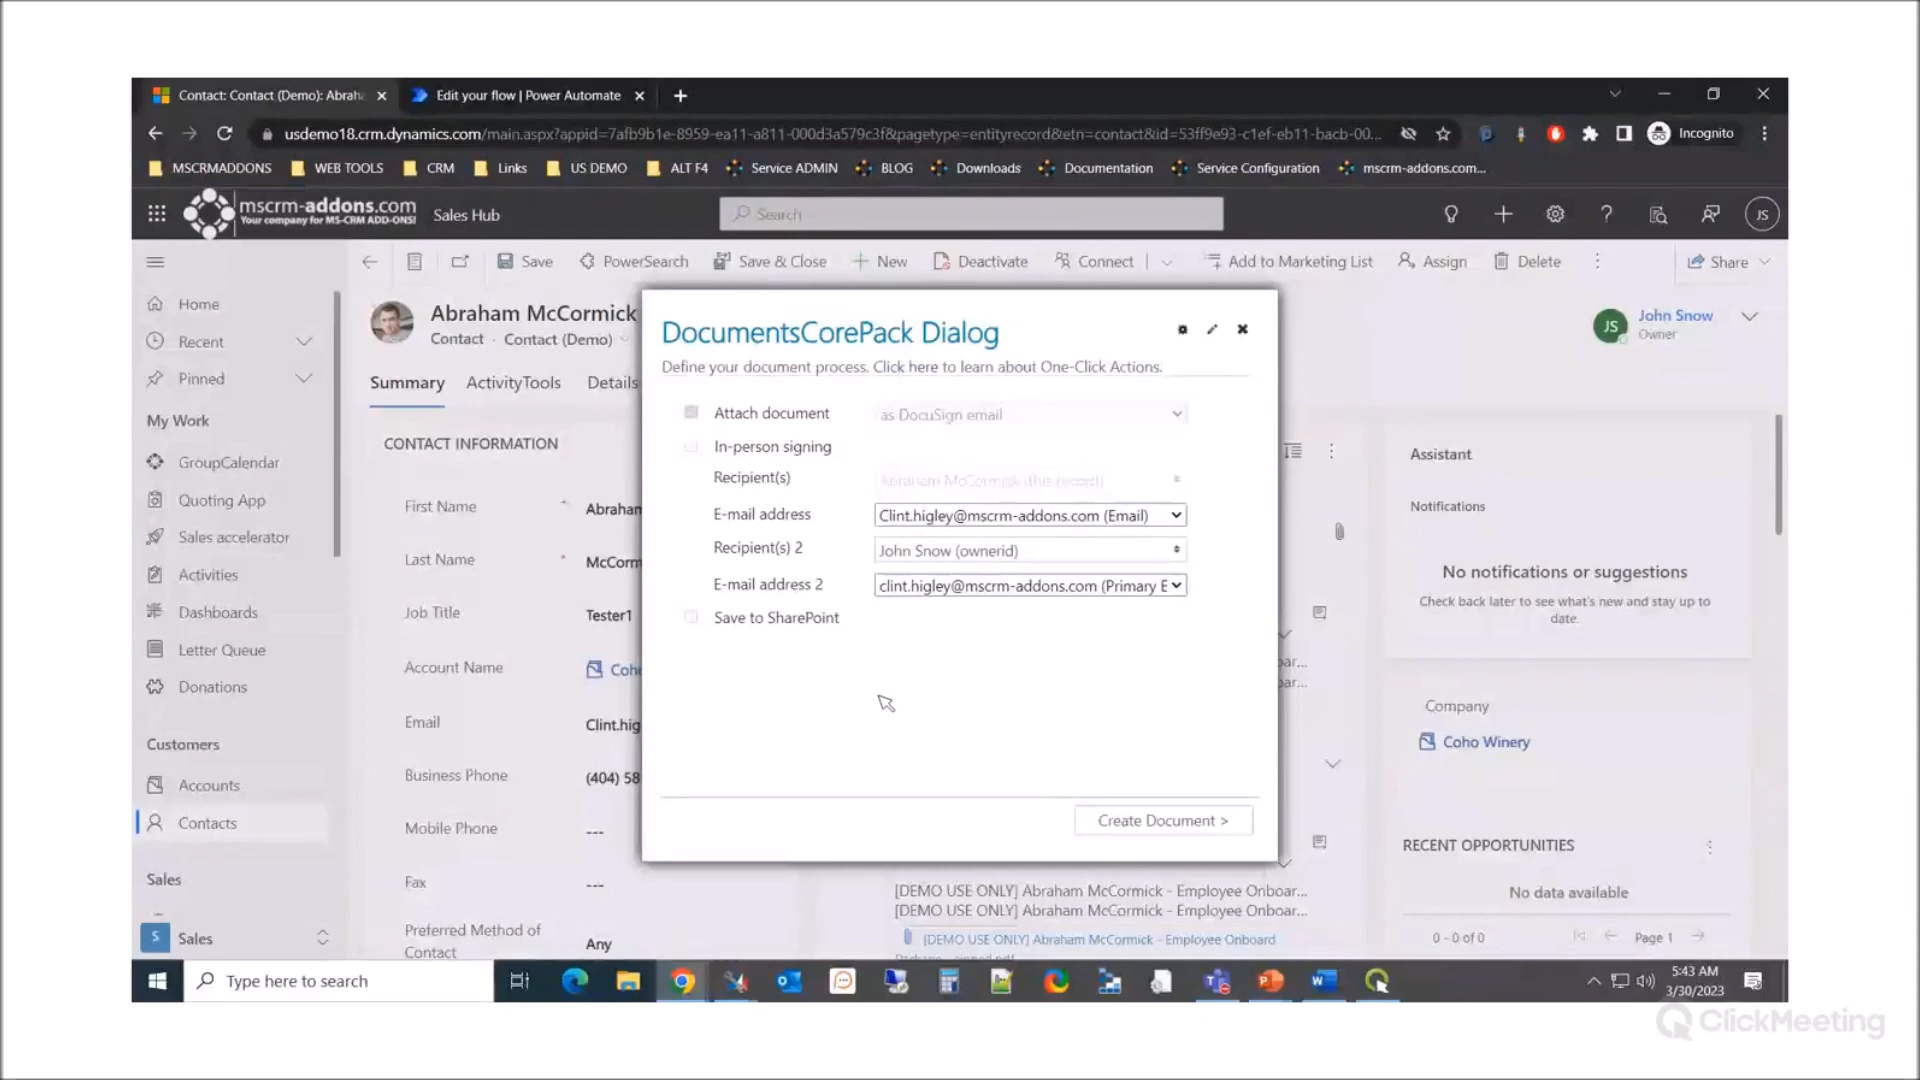 Contact: Contact (Demo): Abrah
Edit your flow | Power Automate
usdemo18.crm.dynamics.com/main.aspx?appid=7afb9b1e-8959-ea11-a811-000d3a579c3f&pagetype=entityrecord&etn=contact&id=53ff9e93-c1ef-eb11-bacb-00...
Incognito
MSCRMADDONS WEB TOOLS CRM Links US DEMO ALT F4 Service ADMIN BLOG Downloads Documentation Service Configuration mscrm-addons.com...
mscrm-addons.com
Your company for MS-CRM ADD-ONS!
Sales Hub
Search
JS
Save PowerSearch Save & Close New Deactivate Connect Add to Marketing List Assign Delete Share
Home
Recent
Pinned
My Work
GroupCalendar
Quoting App
Sales accelerator
Activities
Dashboards
Letter Queue
Donations
Customers
Accounts
Contacts
Sales
S Sales
Abraham McCormick
Contact · Contact (Demo)
JS
John Snow
Owner
Summary ActivityTools Details
CONTACT INFORMATION
First Name * Abraham
Last Name * McCorm
Job Title Tester1
Account Name Coh
Email Clint.hig
Business Phone (404) 58
Mobile Phone ---
Fax ---
Preferred Method of
Contact
Any
DocumentsCorePack Dialog
Define your document process. Click here to learn about One-Click Actions.
Attach document as DocuSign email
In-person signing
Recipient(s) Abraham McCormick (this record)
E-mail address Clint.higley@mscrm-addons.com (Email)
Recipient(s) 2 John Snow (ownerid)
E-mail address 2 clint.higley@mscrm-addons.com (Primary E
Save to SharePoint
Create Document >
[DEMO USE ONLY] Abraham McCormick - Employee Onboar...
[DEMO USE ONLY] Abraham McCormick - Employee Onboar...
[DEMO USE ONLY] Abraham McCormick - Employee Onboard
Assistant
Notifications
No notifications or suggestions
Check back later to see what's new and stay up to
date.
Company
Coho Winery
RECENT OPPORTUNITIES
No data available
0 - 0 of 0
Page 1
Type here to search
5:43 AM
3/30/2023
ClickMeeting